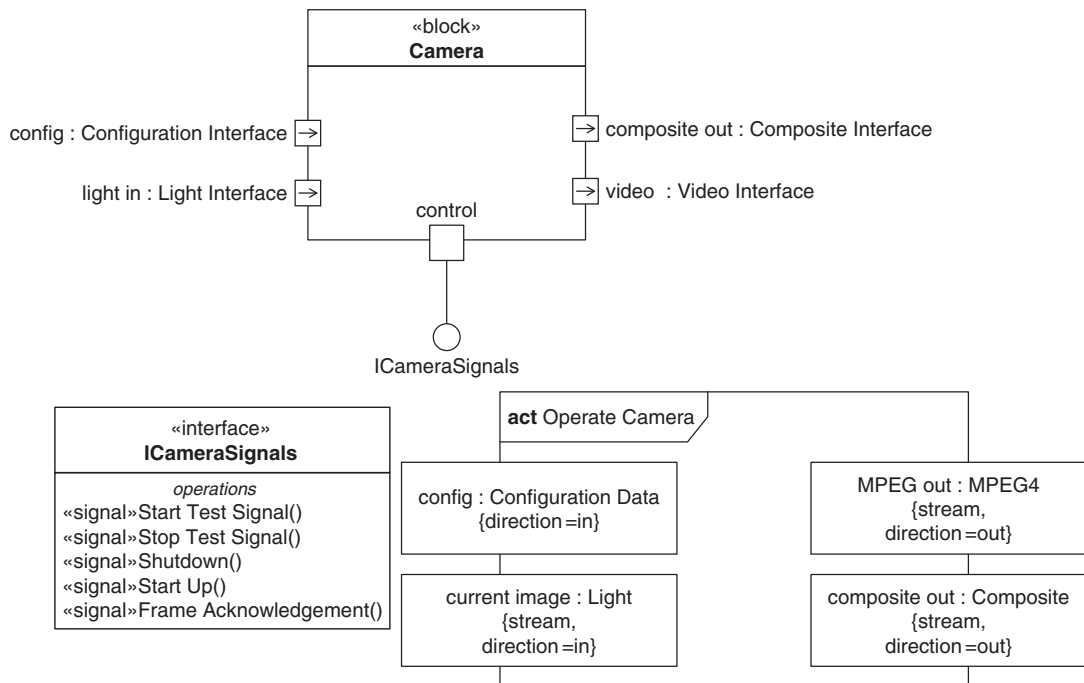 «block»
Camera
config : Configuration Interface
composite out : Composite Interface
light in : Light Interface
video : Video Interface
control
ICameraSignals
«interface»
ICameraSignals
operations
«signal»Start Test Signal()
«signal»Stop Test Signal()
«signal»Shutdown()
«signal»Start Up()
«signal»Frame Acknowledgement()
act Operate Camera
config : Configuration Data
{direction=in}
MPEG out : MPEG4
{stream,
direction=out}
current image : Light
{stream,
direction=in}
composite out : Composite
{stream,
direction=out}